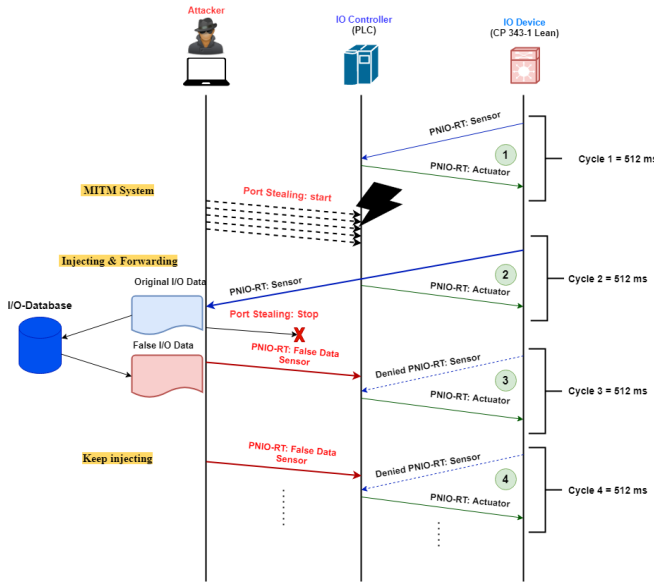 Attacker
IO Controller
(PLC)
IO Device
(CP 343-1 Lean)
PNIO-RT: Sensor
1
PNIO-RT: Actuator
Cycle 1 = 512 ms
MITM System
Port Stealing: start
Injecting & Forwarding
Original I/O Data
PNIO-RT: Sensor
2
PNIO-RT: Actuator
Cycle 2 = 512 ms
I/O-Database
Port Stealing: Stop
X
False I/O Data
PNIO-RT: False Data
Sensor
Denied PNIO-RT: Sensor
3
PNIO-RT: Actuator
Cycle 3 = 512 ms
Keep injecting
PNIO-RT: False Data
Sensor
Denied PNIO-RT: Sensor
4
PNIO-RT: Actuator
Cycle 4 = 512 ms